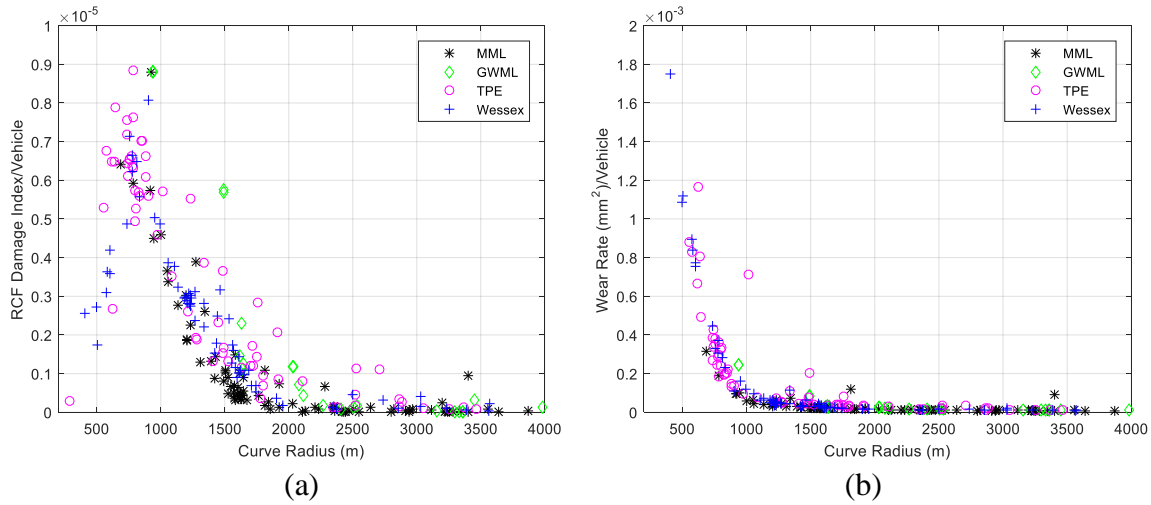 ×10-5
1
0.9
0.8
0.7
0.6
0.5
0.4
0.3
0.2
0.1
0
RCF Damage Index/Vehicle
MML
GWML
TPE
Wessex
500 1000 1500 2000 2500 3000 3500 4000
Curve Radius (m)
(a)
×10-3
2
1.8
1.6
1.4
1.2
1
0.8
0.6
0.4
0.2
0
Wear Rate (mm2)/Vehicle
MML
GWML
TPE
Wessex
500 1000 1500 2000 2500 3000 3500 4000
Curve Radius (m)
(b)